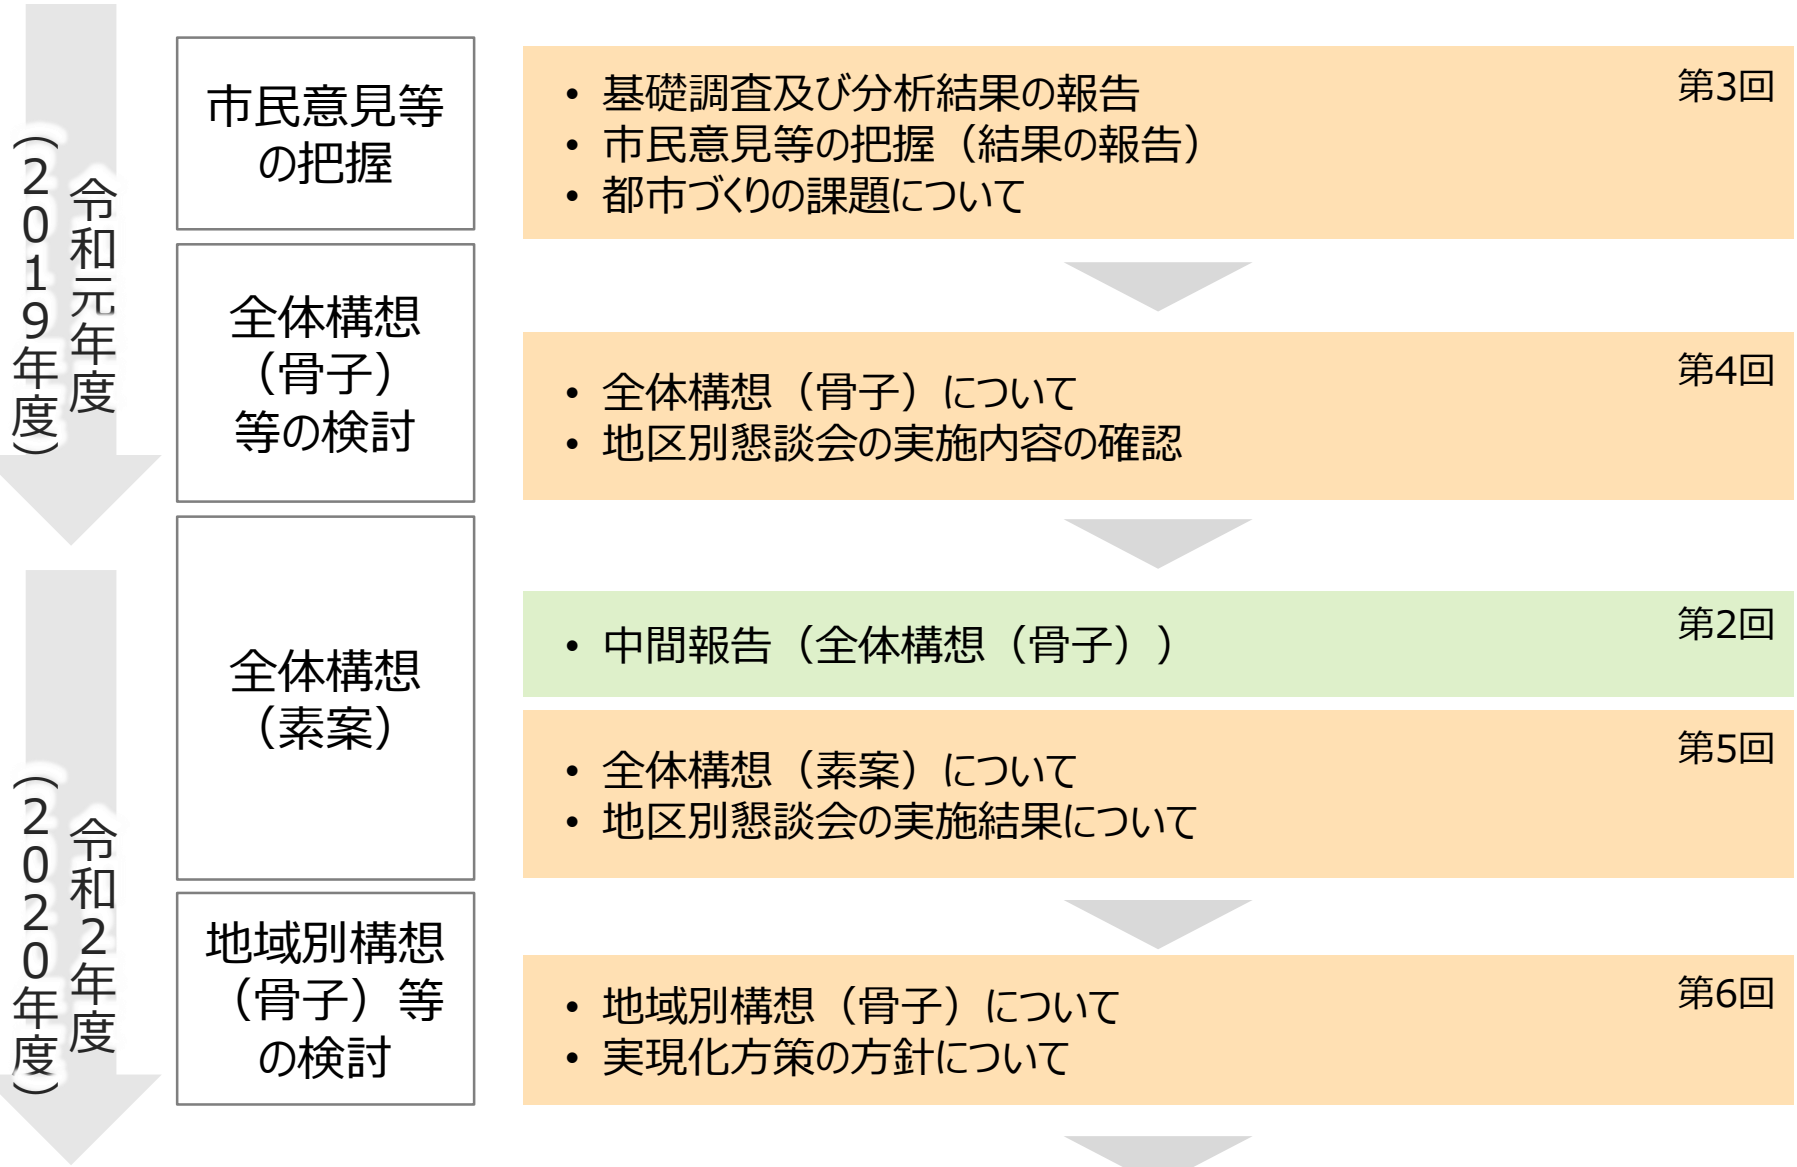 令和元年度
（２０１９年度）
市民意見等
の把握
• 基礎調査及び分析結果の報告
• 市民意見等の把握（結果の報告）
• 都市づくりの課題について
第3回
全体構想
（骨子）
等の検討
• 全体構想（骨子）について
• 地区別懇談会の実施内容の確認
第4回
令和２年度
（２０２０年度）
全体構想
（素案）
• 中間報告（全体構想（骨子））
第2回
• 全体構想（素案）について
• 地区別懇談会の実施結果について
第5回
地域別構想
（骨子）等
の検討
• 地域別構想（骨子）について
• 実現化方策の方針について
第6回